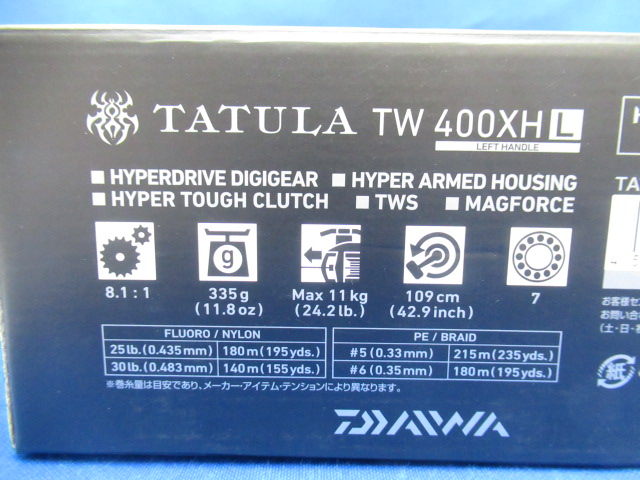 TATULA TW 400XH L
LEFT HANDLE
■ HYPERDRIVE DIGIGEAR ■ HYPER ARMED HOUSING
■ HYPER TOUGH CLUTCH ■ TWS ■ MAGFORCE
g
8.1 : 1 335g (11.8oz) Max 11kg (24.2lb.) 109cm (42.9inch) 7
FLUORO / NYLON
25lb.(0.435mm) 180m(195yds.)
30lb.(0.483mm) 140m(155yds.)
PE / BRAID
#5(0.33mm) 215m(235yds.)
#6(0.35mm) 180m(195yds.)
※巻糸量は目安であり、メーカー・アイテム・テンションにより異なります。
DAIWA
TA
お客様セ
お問い合
(土・日・
紙